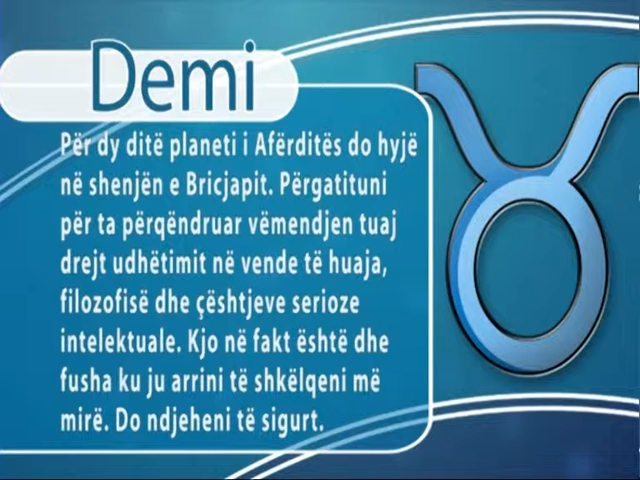 Demi
Për dy ditë planeti i Afërditës do hyjë
në shenjën e Bricjapit. Përgatituni
për ta përqëndruar vëmendjen tuaj
drejt udhëtimit në vende të huaja,
filozofisë dhe çështjeve serioze
intelektuale. Kjo në fakt është dhe
fusha ku ju arrini të shkëlqeni më
mirë. Do ndjeheni të sigurt.